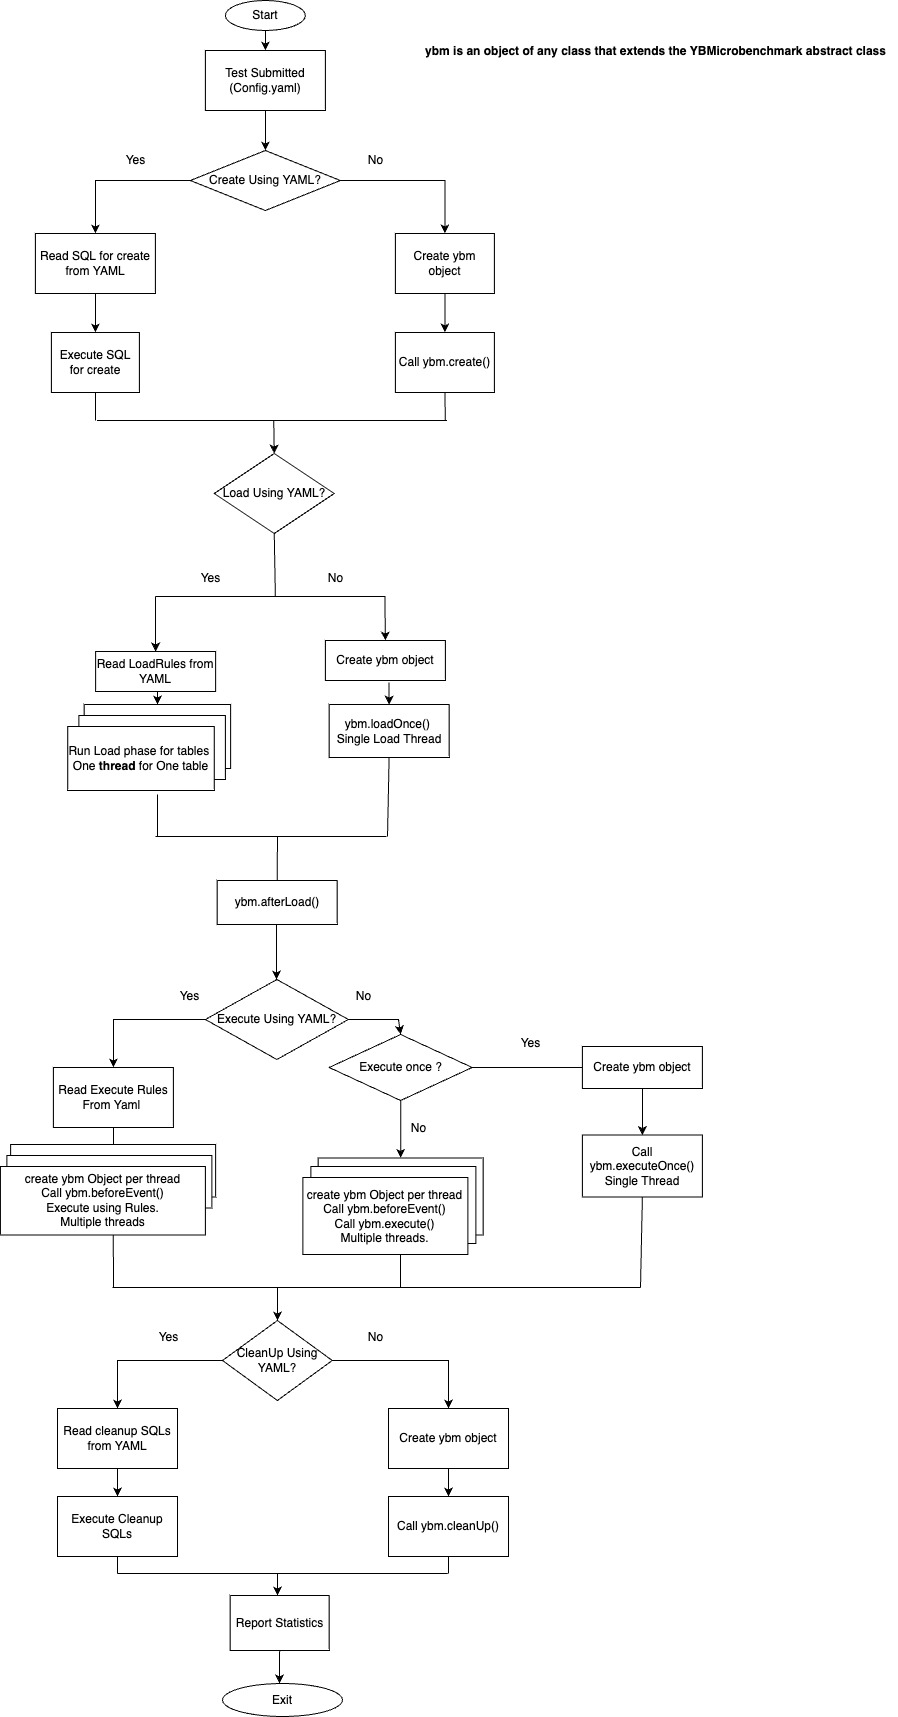 Start
ybm is an object of any class that extends the YBMicrobenchmark abstract class
Test Submitted
(Config.yaml)
Yes
No
Create Using YAML?
Read SQL for create
from YAML
Create ybm
object
Execute SQL
for create
Call ybm.create()
Load Using YAML?
Yes
No
Read LoadRules from
YAML
Create ybm object
Run Load phase for tables
One thread for One table
ybm.loadOnce()
Single Load Thread
ybm.afterLoad()
Yes
No
Execute Using YAML?
Execute once ?
Yes
Create ybm object
Read Execute Rules
From Yaml
No
Call
ybm.executeOnce()
Single Thread
create ybm Object per thread
Call ybm.beforeEvent()
Execute using Rules.
Multiple threads
create ybm Object per thread
Call ybm.beforeEvent()
Call ybm.execute()
Multiple threads.
Yes
No
CleanUp Using
YAML?
Read cleanup SQLs
from YAML
Create ybm object
Execute Cleanup
SQLs
Call ybm.cleanUp()
Report Statistics
Exit